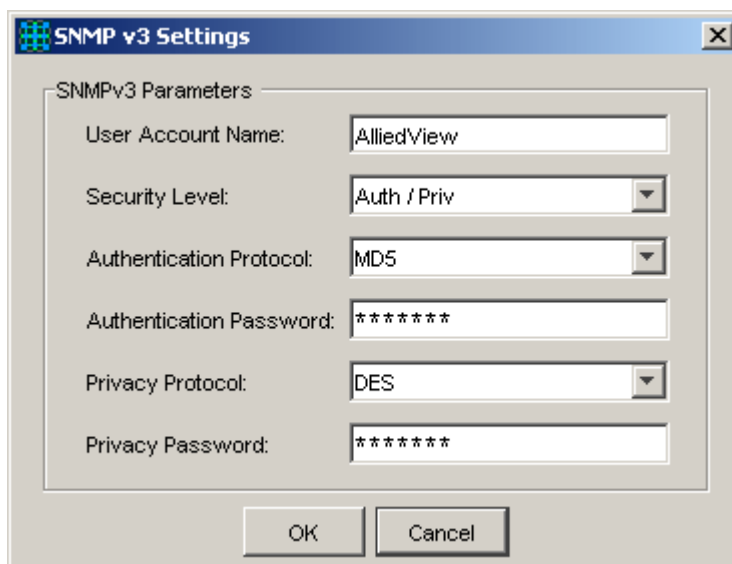 SNMP v3 Settings
SNMPv3 Parameters
User Account Name: AlliedView
Security Level: Auth / Priv
Authentication Protocol: MD5
Authentication Password: *******
Privacy Protocol: DES
Privacy Password: *******
OK Cancel